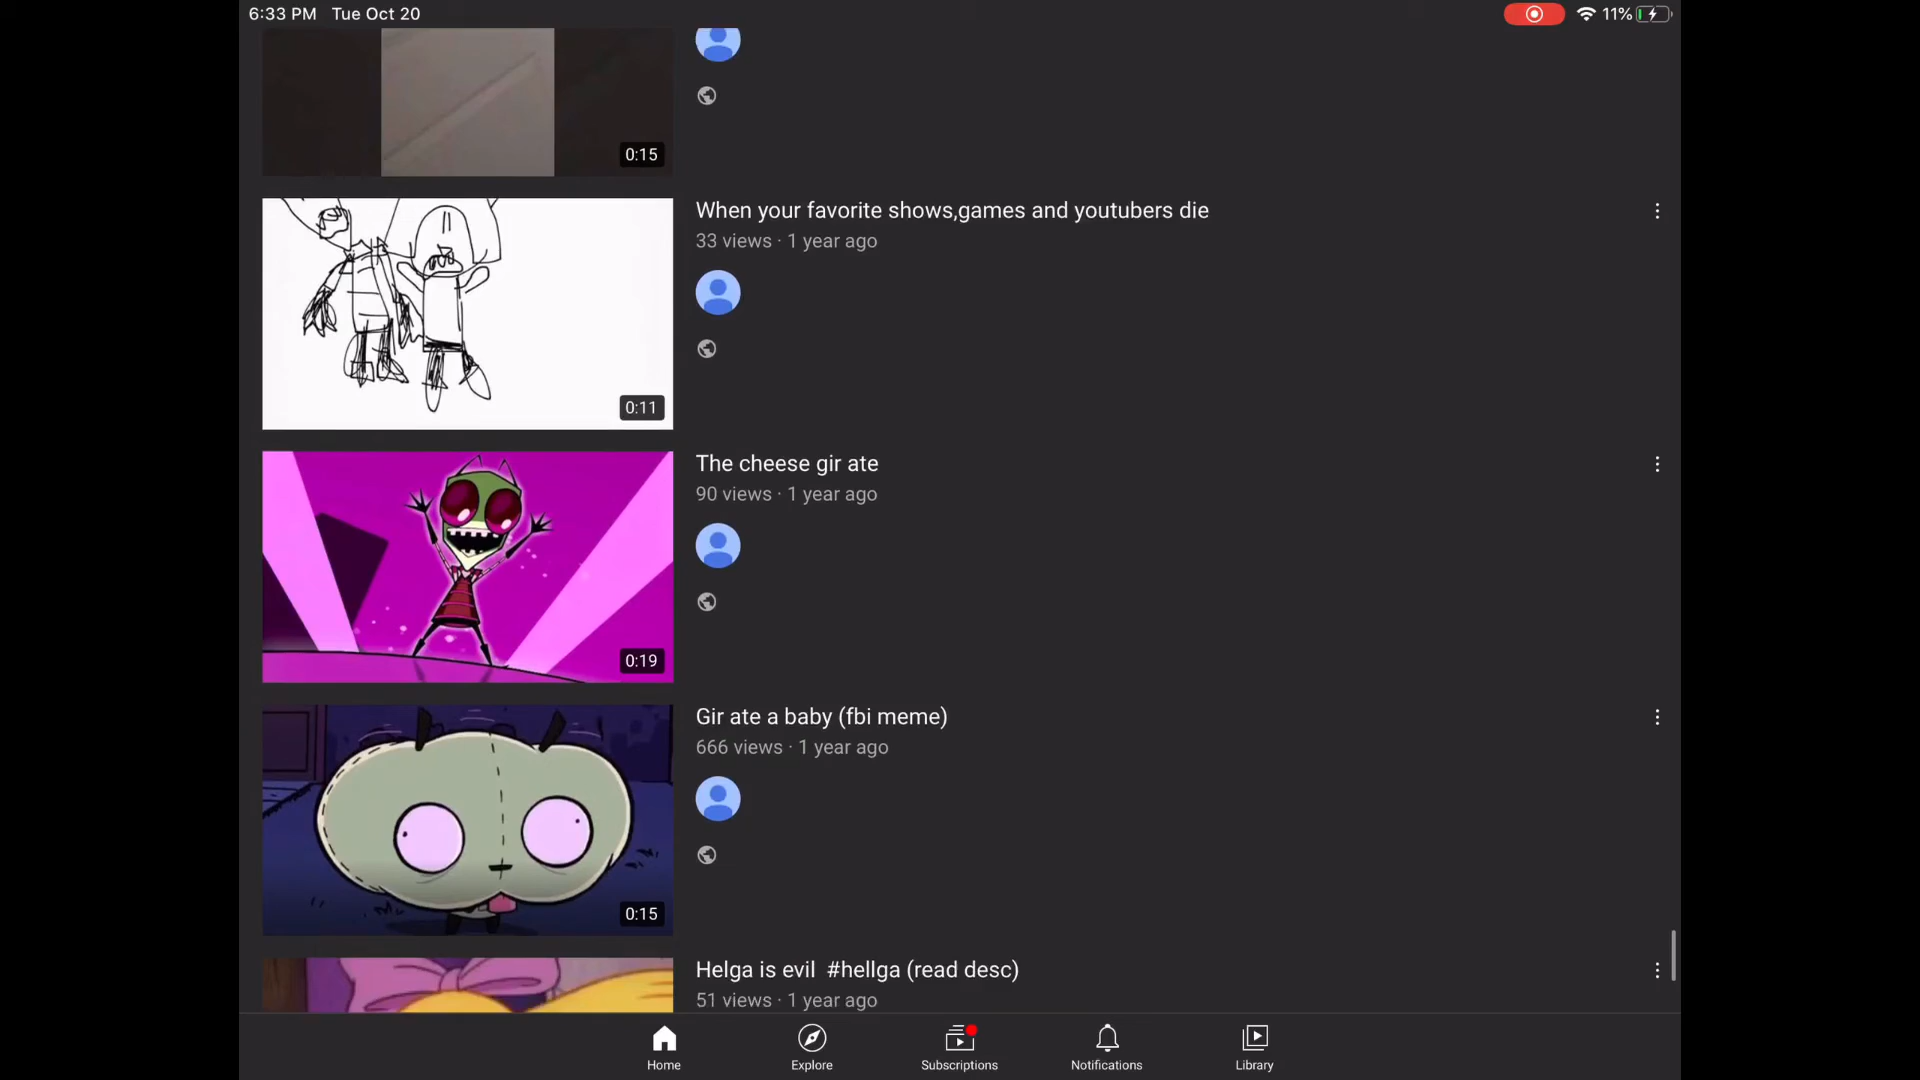 6:33 PM Tue Oct 20
11%
0:15
When your favorite shows,games and youtubers die
33 views · 1 year ago
0:11
The cheese gir ate
90 views · 1 year ago
0:19
Gir ate a baby (fbi meme)
666 views · 1 year ago
0:15
Helga is evil #hellga (read desc)
51 views · 1 year ago
Home Explore Subscriptions Notifications Library